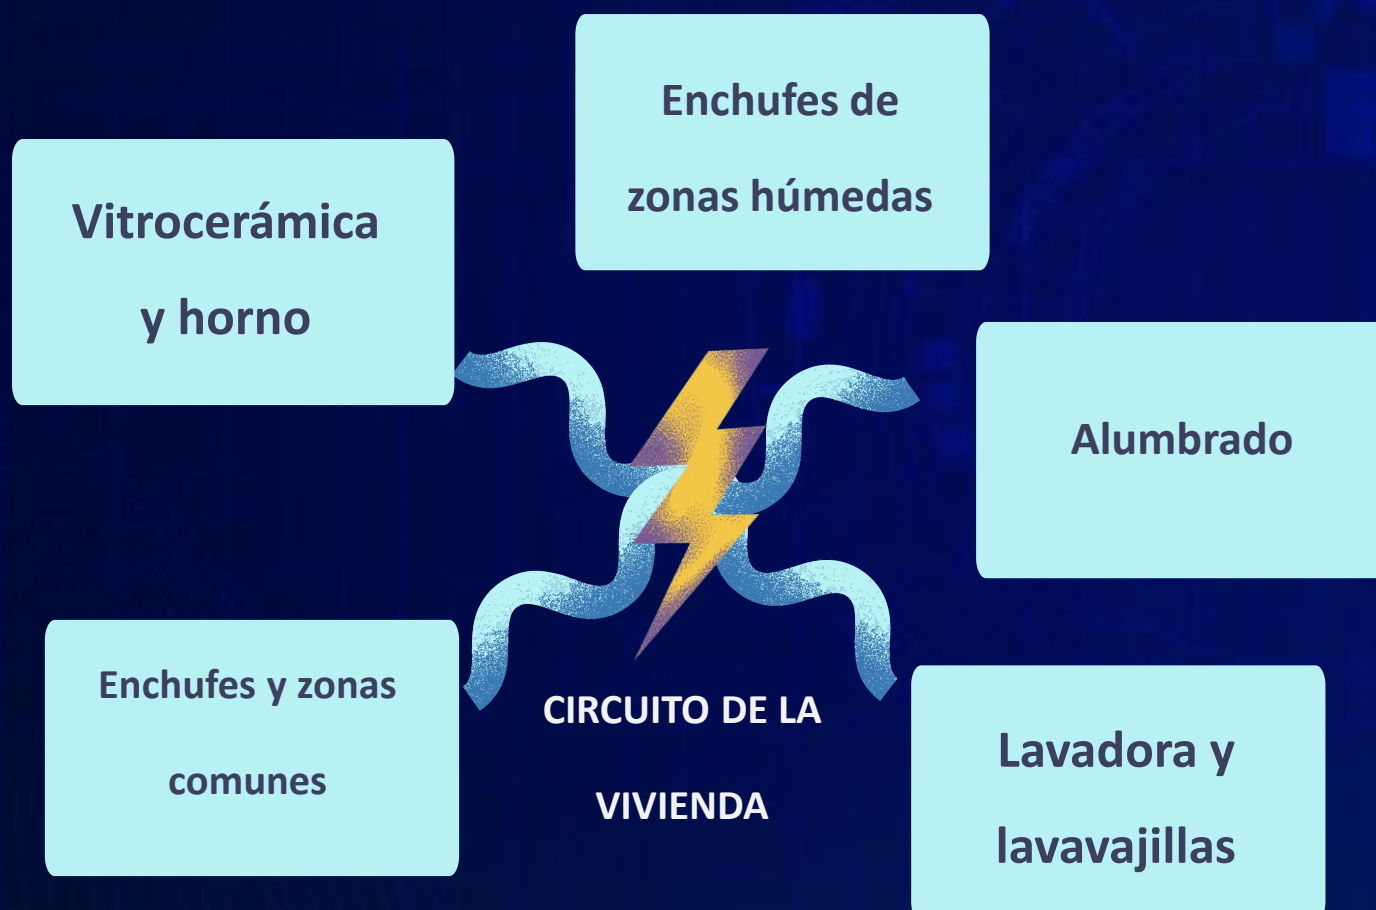 Enchufes de
zonas húmedas
Vitrocerámica
y horno
Alumbrado
Enchufes y zonas
comunes
CIRCUITO DE LA
VIVIENDA
Lavadora y
lavavajillas